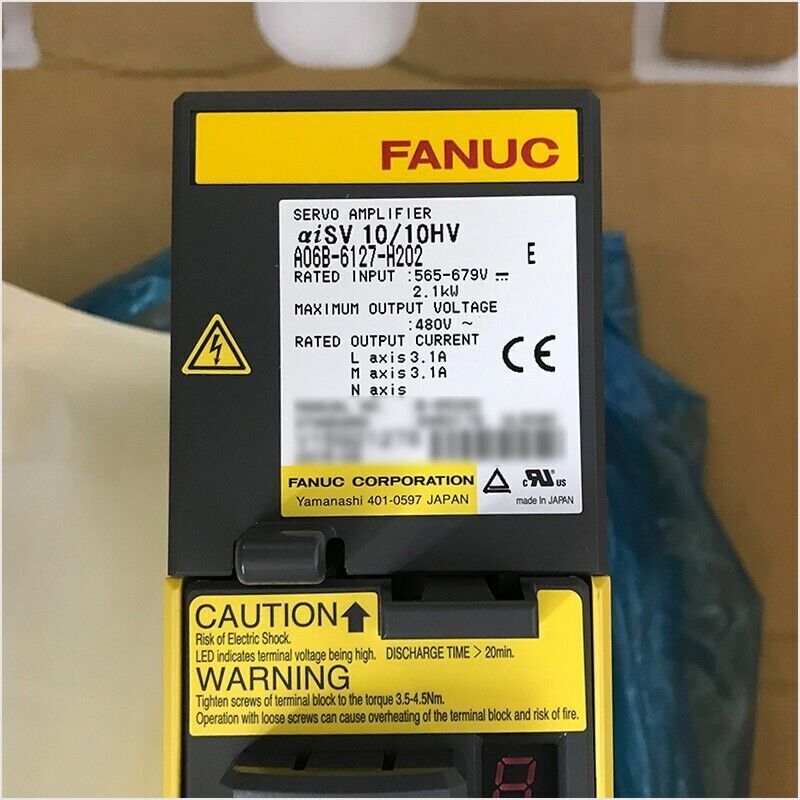 FANUC
SERVO AMPLIFIER
αiSV 10/10HV
A06B-6127-H202 E
RATED INPUT :565-679V ⎓
2.1kW
MAXIMUM OUTPUT VOLTAGE
:480V ~
RATED OUTPUT CURRENT
L axis 3.1A
M axis 3.1A
N axis
CE
FANUC CORPORATION
Yamanashi 401-0597 JAPAN
c RU US
made in JAPAN
CAUTION ↑
Risk of Electric Shock.
LED indicates terminal voltage being high. DISCHARGE TIME > 20min.
WARNING
Tighten screws of terminal block to the torque 3.5-4.5Nm.
Operation with loose screws can cause overheating of the terminal block and risk of fire.